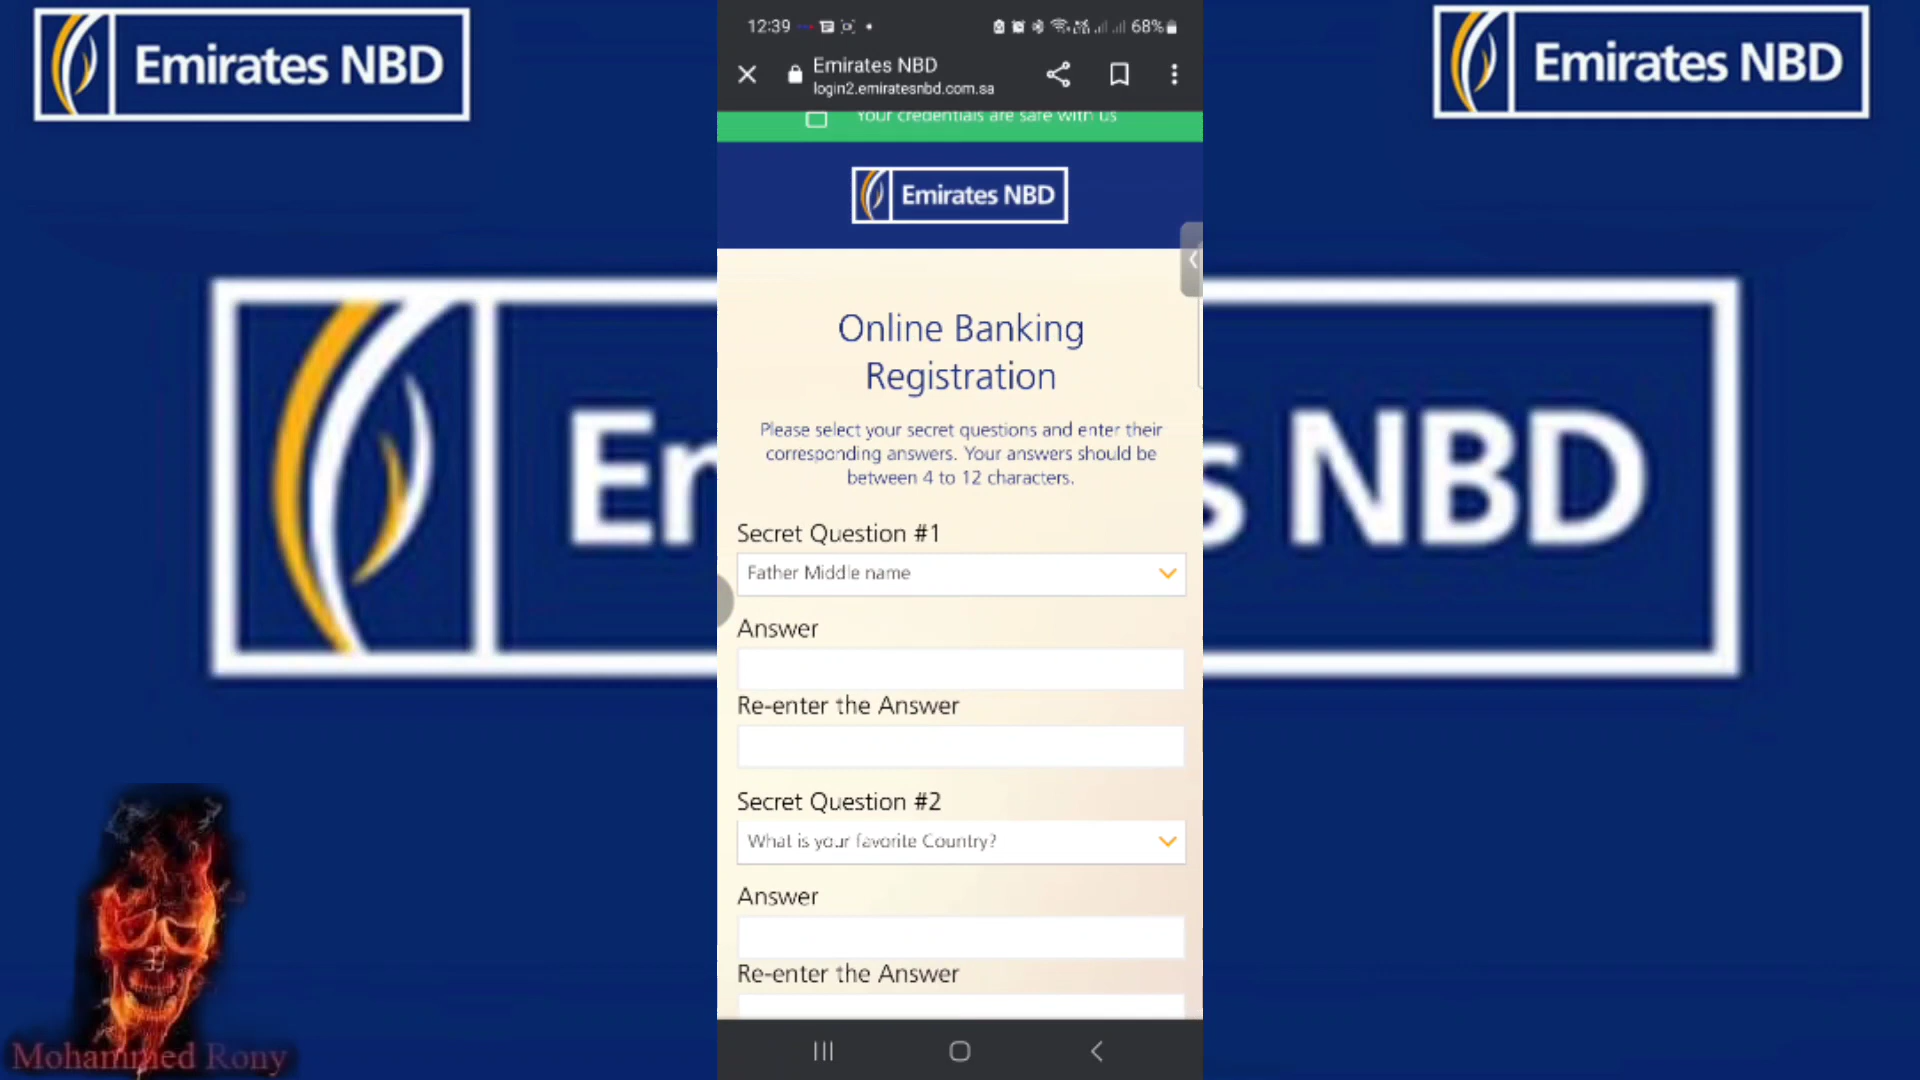 Emirates NBD
Emirates NBD
12:39
68%
Emirates NBD
login2.emiratesnbd.com.sa
Your credentials are safe with us
Emirates NBD
Online Banking
Registration
Please select your secret questions and enter their
corresponding answers. Your answers should be
between 4 to 12 characters.
Secret Question #1
Father Middle name
Answer
Re-enter the Answer
Secret Question #2
What is your favorite Country?
Answer
Re-enter the Answer
Er
s NBD
Mohammed Rony